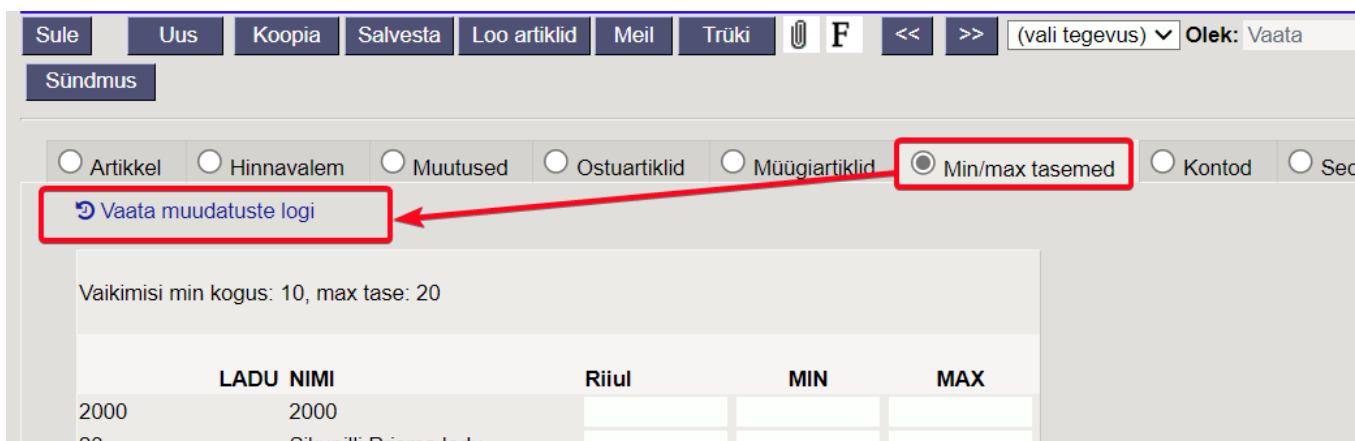 Sule Uus Koopia Salvesta Loo artiklid Meil Trüki F << >> (vali tegevus) Olek: Vaata
Sündmus
Artikkel Hinnavalem Muutused Ostuartiklid Müügiartiklid Min/max tasemed Kontod
Vaata muudatuste logi
Vaikimisi min kogus: 10, max tase: 20
LADU NIMI Riiul MIN MAX
2000 2000